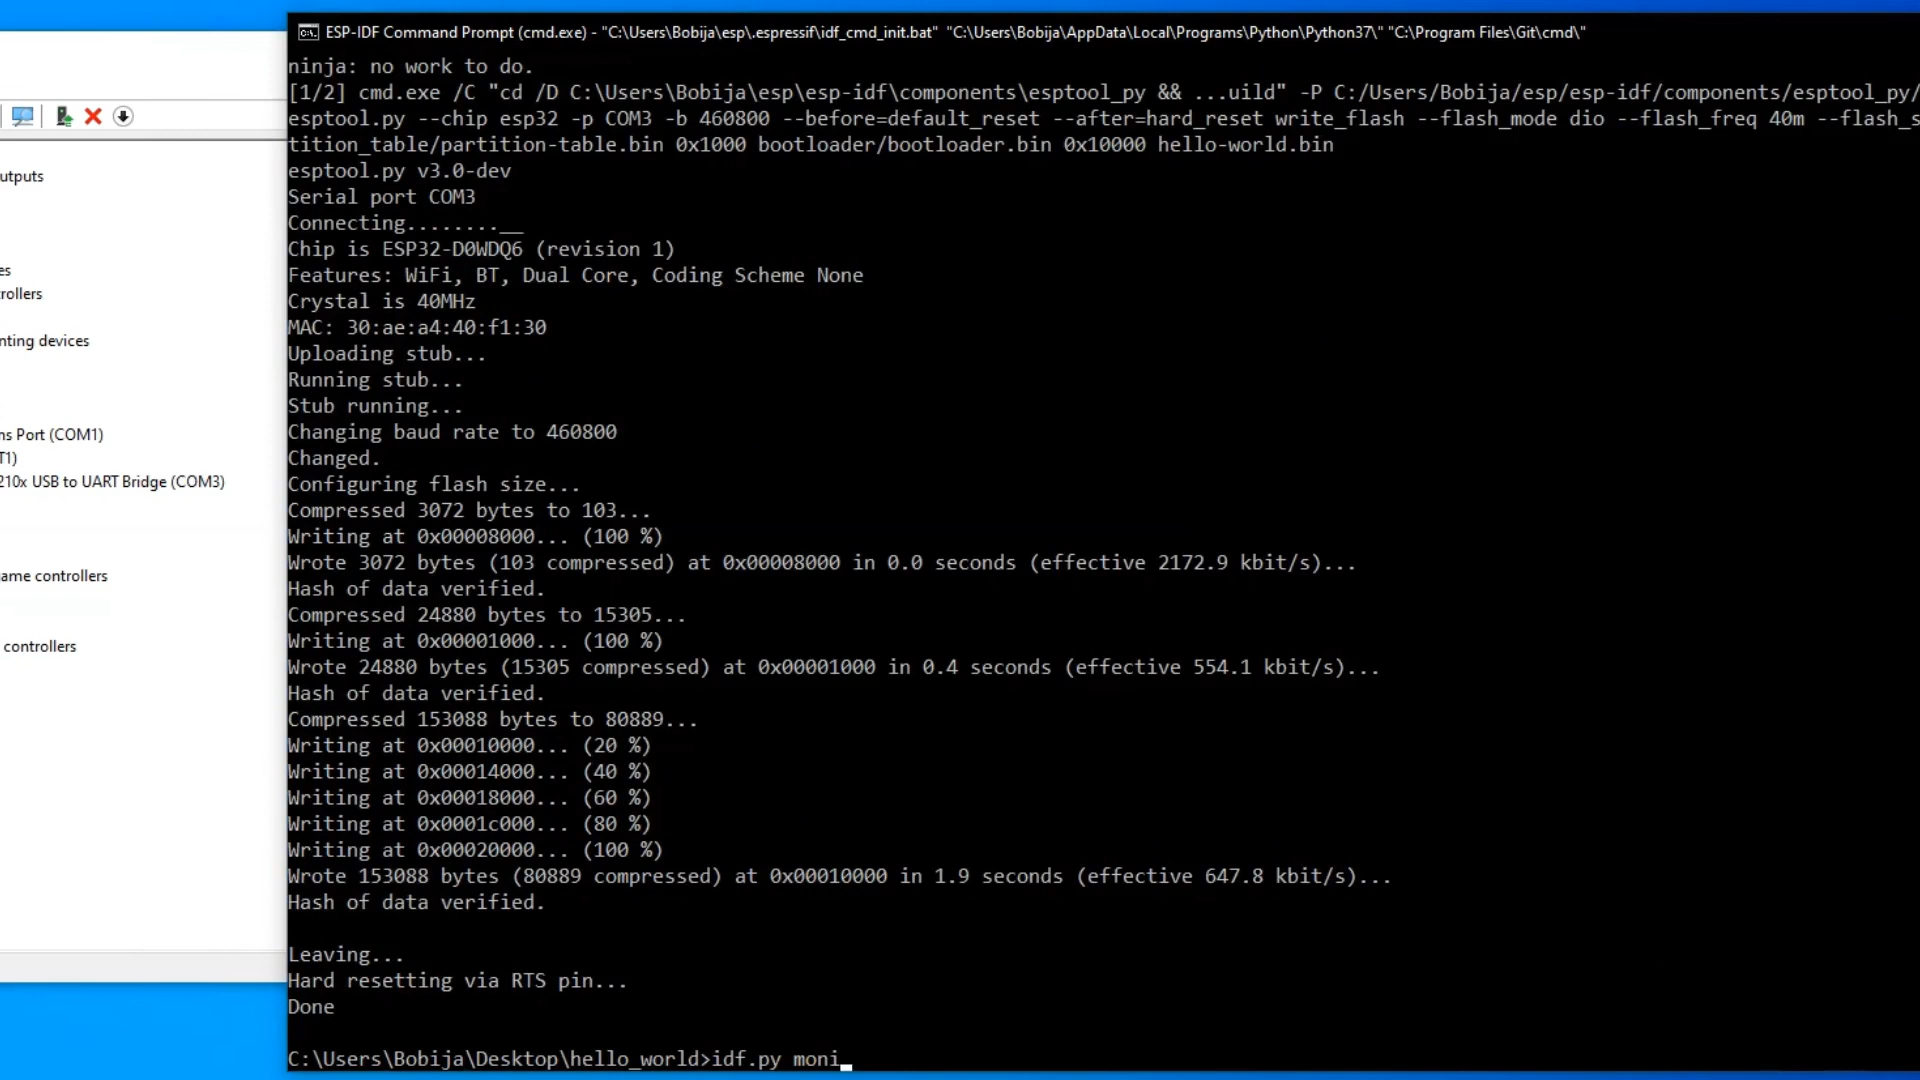 ESP-IDF Command Prompt (cmd.exe) - "C:\Users\Bobija\esp\.espressif\idf_cmd_init.bat" "C:\Users\Bobija\AppData\Local\Programs\Python\Python37\" "C:\Program Files\Git\cmd\"
ninja: no work to do.
[1/2] cmd.exe /C "cd /D C:\Users\Bobija\esp\esp-idf\components\esptool_py && ...uild" -P C:/Users/Bobija/esp/esp-idf/components/esptool_py/
esptool.py --chip esp32 -p COM3 -b 460800 --before=default_reset --after=hard_reset write_flash --flash_mode dio --flash_freq 40m --flash_s
tition_table/partition-table.bin 0x1000 bootloader/bootloader.bin 0x10000 hello-world.bin
esptool.py v3.0-dev
Serial port COM3
Connecting........__
Chip is ESP32-D0WDQ6 (revision 1)
Features: WiFi, BT, Dual Core, Coding Scheme None
Crystal is 40MHz
MAC: 30:ae:a4:40:f1:30
Uploading stub...
Running stub...
Stub running...
Changing baud rate to 460800
Changed.
Configuring flash size...
Compressed 3072 bytes to 103...
Writing at 0x00008000... (100 %)
Wrote 3072 bytes (103 compressed) at 0x00008000 in 0.0 seconds (effective 2172.9 kbit/s)...
Hash of data verified.
Compressed 24880 bytes to 15305...
Writing at 0x00001000... (100 %)
Wrote 24880 bytes (15305 compressed) at 0x00001000 in 0.4 seconds (effective 554.1 kbit/s)...
Hash of data verified.
Compressed 153088 bytes to 80889...
Writing at 0x00010000... (20 %)
Writing at 0x00014000... (40 %)
Writing at 0x00018000... (60 %)
Writing at 0x0001c000... (80 %)
Writing at 0x00020000... (100 %)
Wrote 153088 bytes (80889 compressed) at 0x00010000 in 1.9 seconds (effective 647.8 kbit/s)...
Hash of data verified.
Leaving...
Hard resetting via RTS pin...
Done
C:\Users\Bobija\Desktop\hello_world>idf.py moni
utputs
es
rollers
nting devices
ns Port (COM1)
T1)
210x USB to UART Bridge (COM3)
ame controllers
controllers